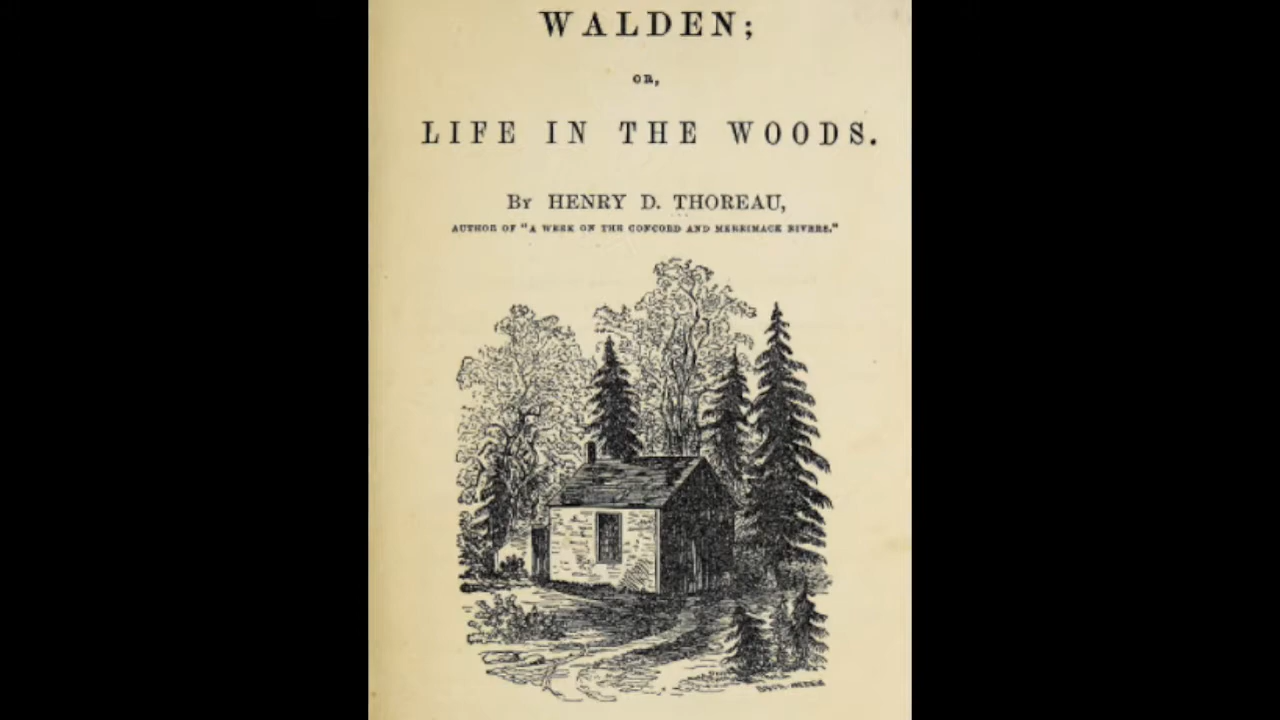 WALDEN;
OR,
LIFE IN THE WOODS.
BY HENRY D. THOREAU,
AUTHOR OF "A WEEK ON THE CONCORD AND MERRIMACK RIVERS."